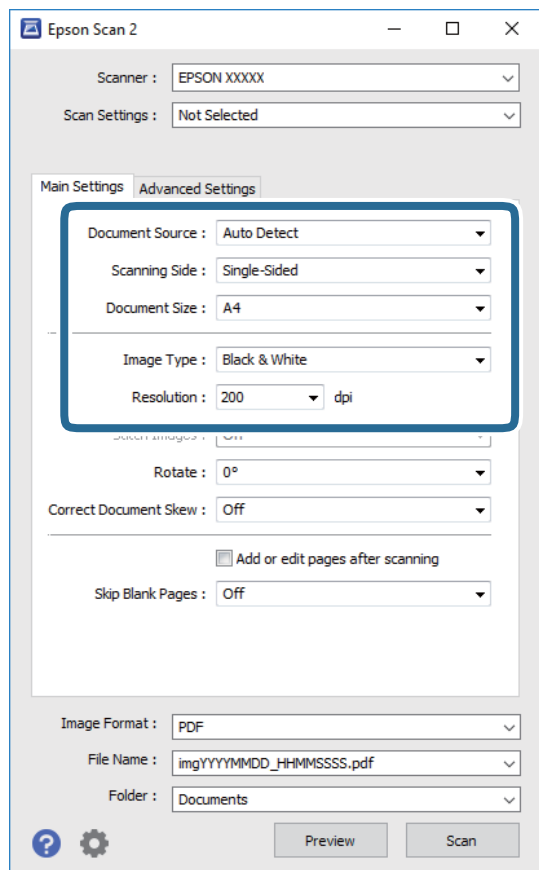 Epson Scan 2
Scanner : EPSON XXXXX
Scan Settings : Not Selected
Main Settings Advanced Settings
Document Source : Auto Detect
Scanning Side : Single-Sided
Document Size : A4
Image Type : Black & White
Resolution : 200 dpi
Rotate : 0°
Correct Document Skew : Off
Add or edit pages after scanning
Skip Blank Pages : Off
Image Format : PDF
File Name : imgYYYYMMDD_HHMMSSSS.pdf
Folder : Documents
? Preview Scan